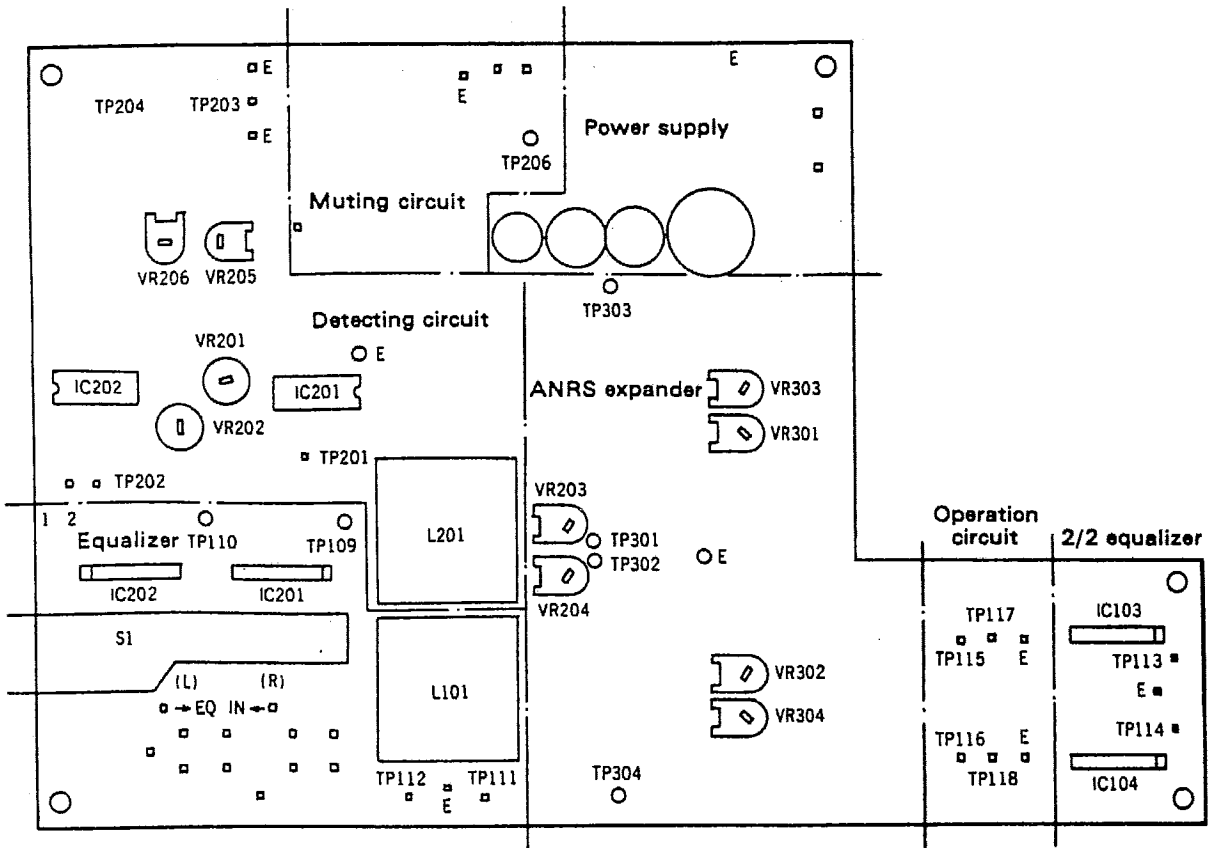 E
E
TP204
TP203
E
E
Power supply
TP206
Muting circuit
VR206
VR205
TP303
Detecting circuit
VR201
E
IC202
IC201
ANRS expander
VR303
VR202
VR301
TP201
TP202
VR203
1 2
Operation
circuit
2/2 equalizer
Equalizer
TP110
TP109
L201
TP301
TP302
E
IC202
IC201
VR204
S1
TP117
IC103
TP115
E
TP113
(L)
(R)
L101
VR302
E
EQ IN
VR304
TP114
TP116
E
TP112
TP111
TP304
TP118
IC104
E